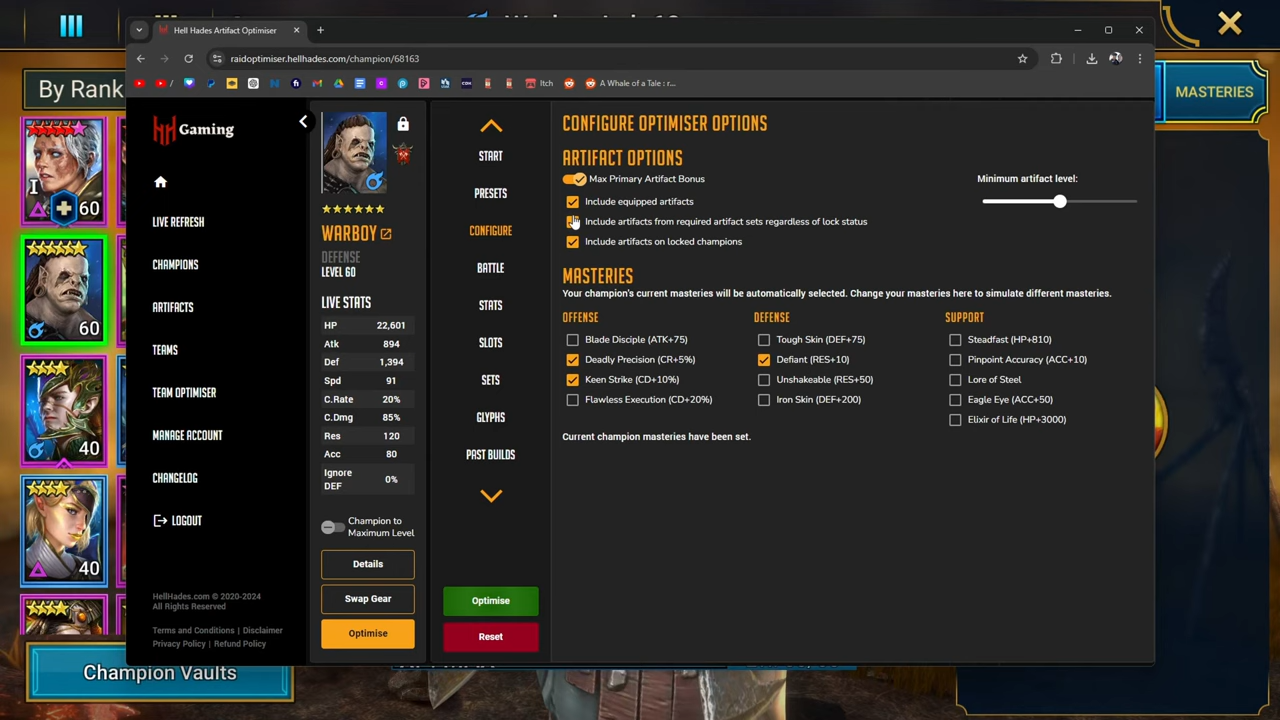 By Rank
MASTERIES
I
60
60
40
40
Champion Vaults
Hell Hades Artifact Optimiser
raidoptimiser.hellhades.com/champion/68163
Itch
A Whale of a Tale : r...
Gaming
LIVE REFRESH
CHAMPIONS
ARTIFACTS
TEAMS
TEAM OPTIMISER
MANAGE ACCOUNT
CHANGELOG
LOGOUT
HellHades.com © 2020-2024
All Rights Reserved
Terms and Conditions | Disclaimer
Privacy Policy | Refund Policy
WARBOY
DEFENSE
LEVEL 60
LIVE STATS
HP 22,601
Atk 894
Def 1,394
Spd 91
C.Rate 20%
C.Dmg 85%
Res 120
Acc 80
Ignore DEF 0%
Champion to
Maximum Level
Details
Swap Gear
Optimise
START
PRESETS
CONFIGURE
BATTLE
STATS
SLOTS
SETS
GLYPHS
PAST BUILDS
Optimise
Reset
CONFIGURE OPTIMISER OPTIONS
ARTIFACT OPTIONS
Max Primary Artifact Bonus
Include equipped artifacts
Include artifacts from required artifact sets regardless of lock status
Include artifacts on locked champions
Minimum artifact level:
MASTERIES
Your champion's current masteries will be automatically selected. Change your masteries here to simulate different masteries.
OFFENSE
Blade Disciple (ATK+75)
Deadly Precision (CR+5%)
Keen Strike (CD+10%)
Flawless Execution (CD+20%)
DEFENSE
Tough Skin (DEF+75)
Defiant (RES+10)
Unshakeable (RES+50)
Iron Skin (DEF+200)
SUPPORT
Steadfast (HP+810)
Pinpoint Accuracy (ACC+10)
Lore of Steel
Eagle Eye (ACC+50)
Elixir of Life (HP+3000)
Current champion masteries have been set.